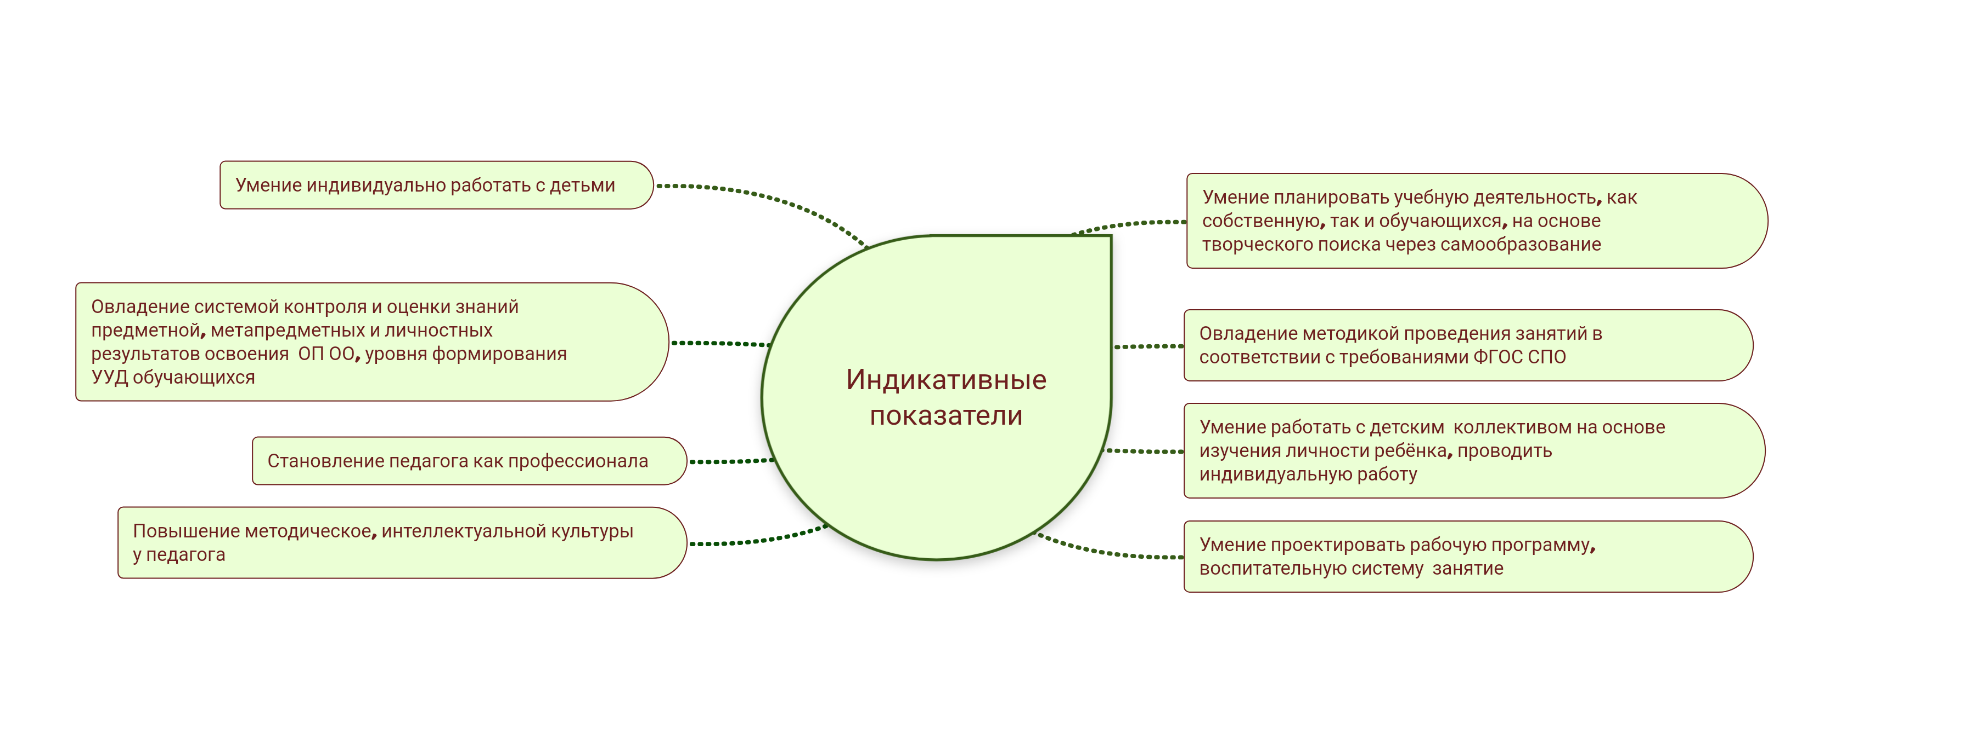 Умение индивидуально работать с детьми
Овладение системой контроля и оценки знаний
предметной, метапредметных и личностных
результатов освоения  ОП ОО, уровня формирования
УУД обучающихся
Становление педагога как профессионала
Повышение методическое, интеллектуальной культуры
у педагога
Индикативные
показатели
Умение планировать учебную деятельность, как
собственную, так и обучающихся, на основе
творческого поиска через самообразование
Овладение методикой проведения занятий в
соответствии с требованиями ФГОС СПО
Умение работать с детским  коллективом на основе
изучения личности ребёнка, проводить
индивидуальную работу
Умение проектировать рабочую программу,
воспитательную систему  занятие